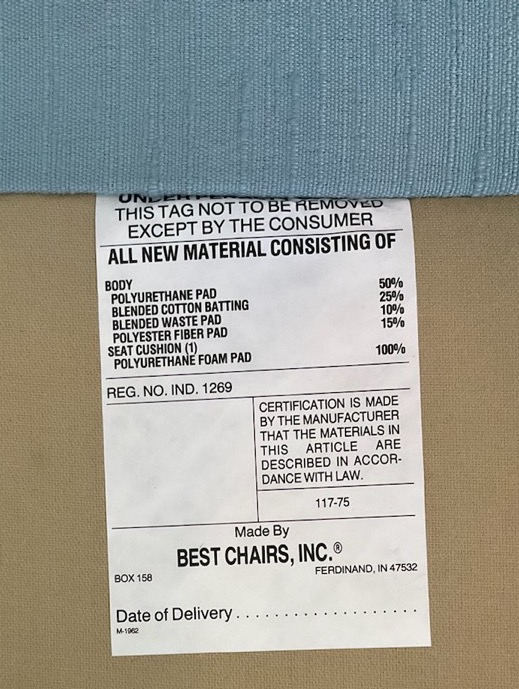 THIS TAG NOT TO BE REMOVED
EXCEPT BY THE CONSUMER
ALL NEW MATERIAL CONSISTING OF
BODY
POLYURETHANE PAD 50%
BLENDED COTTON BATTING 25%
BLENDED WASTE PAD 10%
POLYESTER FIBER PAD 15%
SEAT CUSHION (1)
POLYURETHANE FOAM PAD 100%
REG. NO. IND. 1269
CERTIFICATION IS MADE
BY THE MANUFACTURER
THAT THE MATERIALS IN
THIS ARTICLE ARE
DESCRIBED IN ACCOR-
DANCE WITH LAW.
117-75
Made By
BEST CHAIRS, INC.®
BOX 158 FERDINAND, IN 47532
Date of Delivery . . . . . . . . . . . . . . . . . . .
M-1962